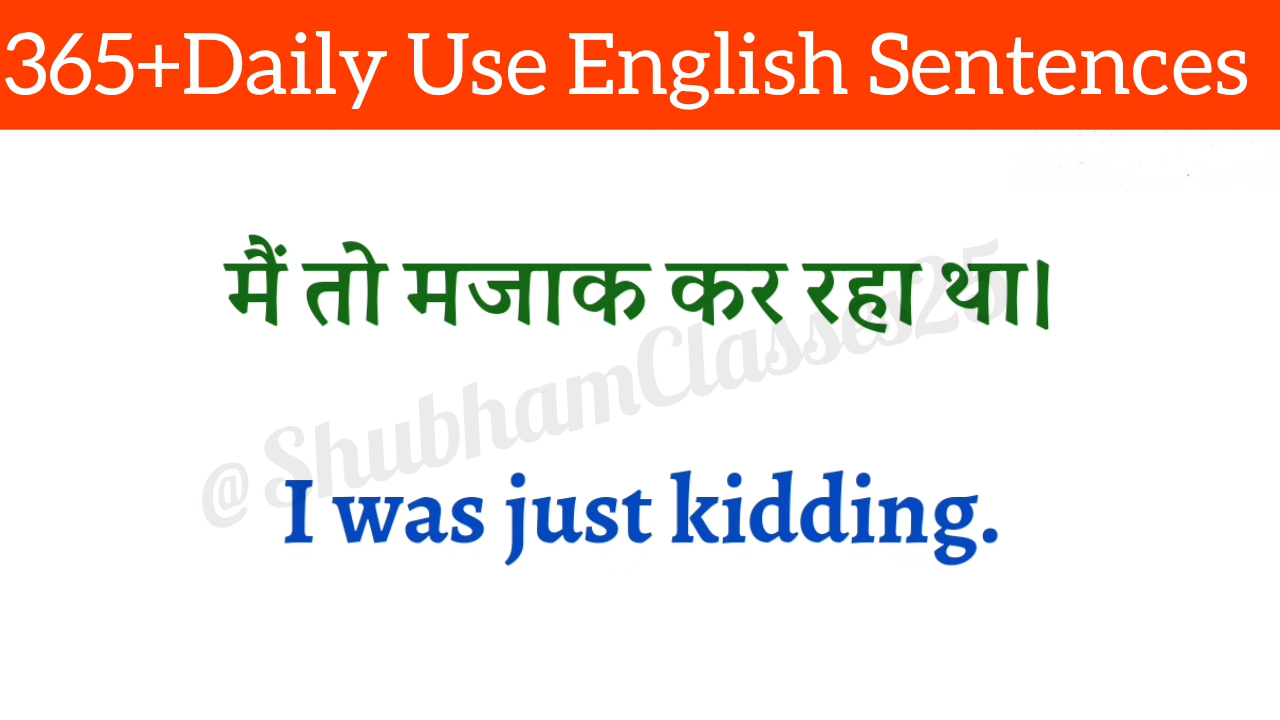 365+Daily Use English Sentences
मैं तो मजाक कर रहा था।
@ShubhamClasses25
I was just kidding.